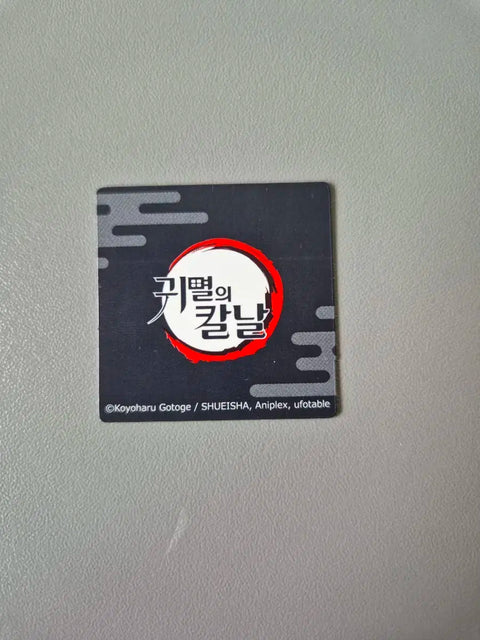 귀멸의
칼날
©Koyoharu Gotoge / SHUEISHA, Aniplex, ufotable